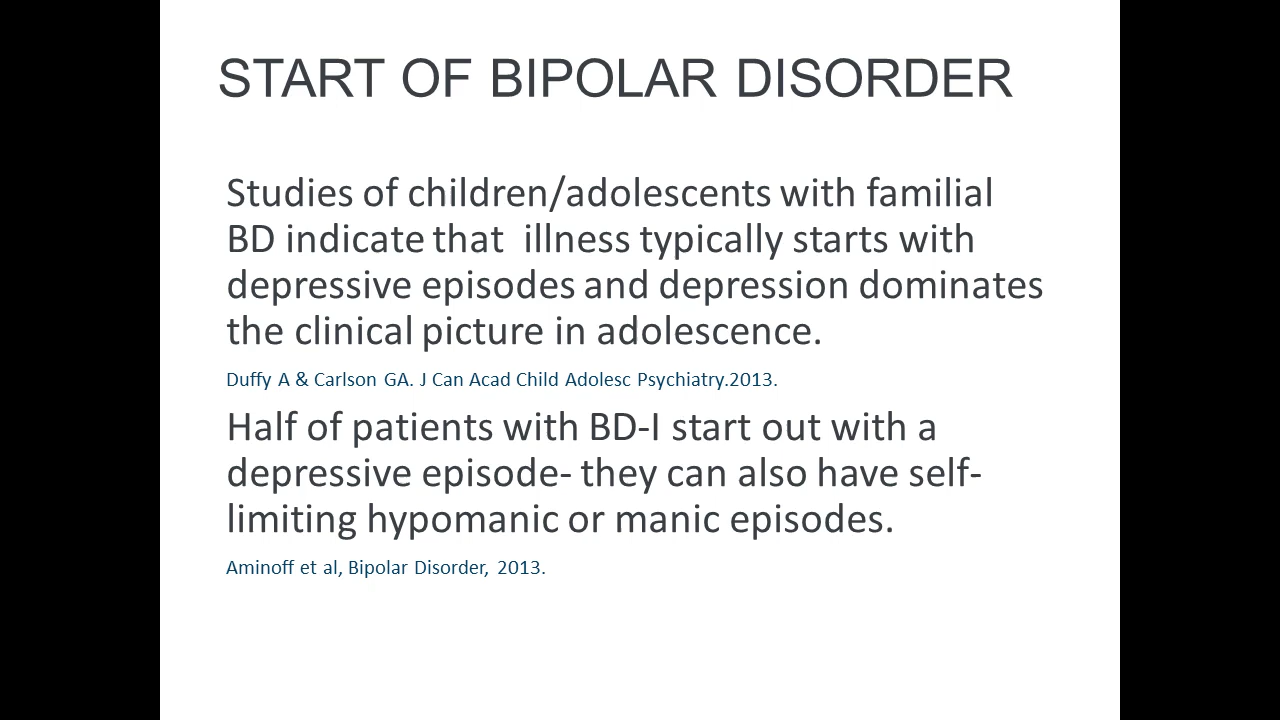 START OF BIPOLAR DISORDER
Studies of children/adolescents with familial
BD indicate that  illness typically starts with
depressive episodes and depression dominates
the clinical picture in adolescence.
Duffy A & Carlson GA. J Can Acad Child Adolesc Psychiatry.2013.
Half of patients with BD-I start out with a
depressive episode- they can also have self-
limiting hypomanic or manic episodes.
Aminoff et al, Bipolar Disorder, 2013.